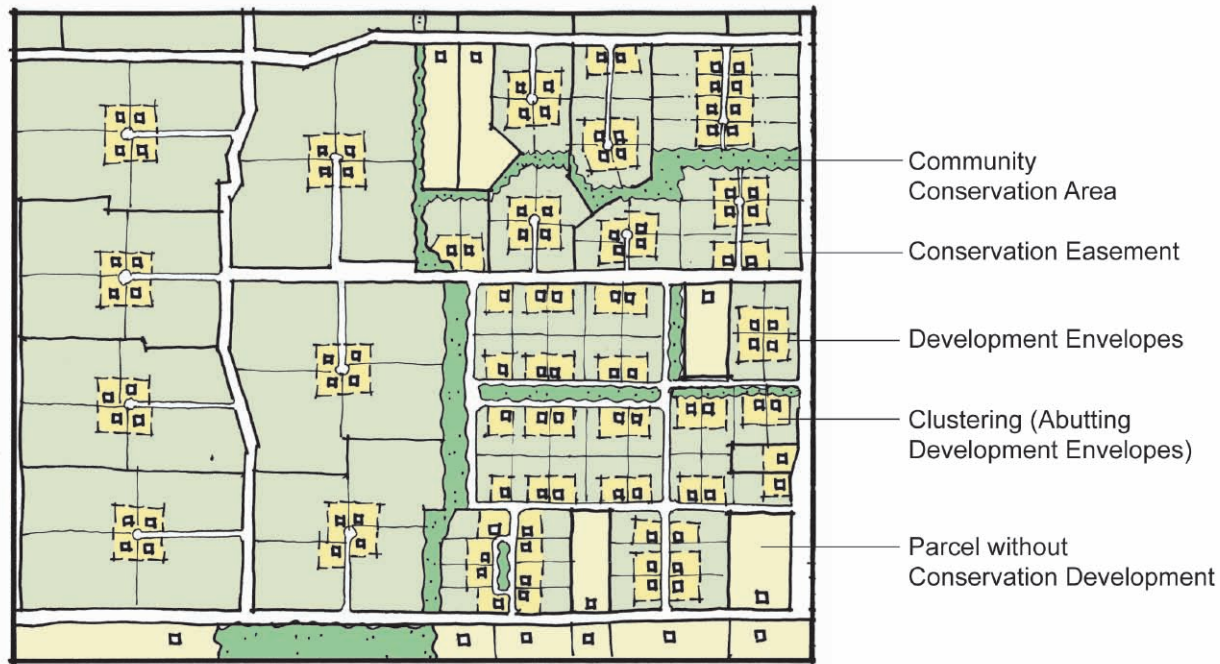 Community
Conservation Area
Conservation Easement
Development Envelopes
Clustering (Abutting
Development Envelopes)
Parcel without
Conservation Development